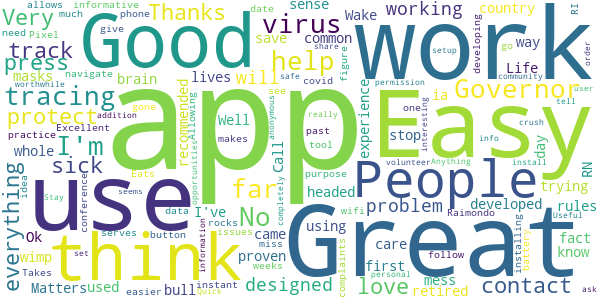 allows informative Thanks virus sense Wake working country RI
much phone
Very Good date save common way
need Pixel give developing go order
press track help share Life setup
masks navigate brain lives will figure safe covid Governor community
tracing app work
protect gone Well recommended Allowing opportunities see anonymous really experience ia permission one interesting user tell
practice Excellent addition makes past tool stop day crush info RN
I'm Call Easy
whole sick Eats far completely purpose headed People volunteer Anything install trying
everything idea Stay conference use data I've No wifi problem developed Raimondo rules Useful
seems came using care fact
Ok serves button rocks information issues miss proven complaints first follow mess installing battery know
wimp think Great
Takes set weeks personal retired
Matters used easier bull instant Quick designed love contact ask